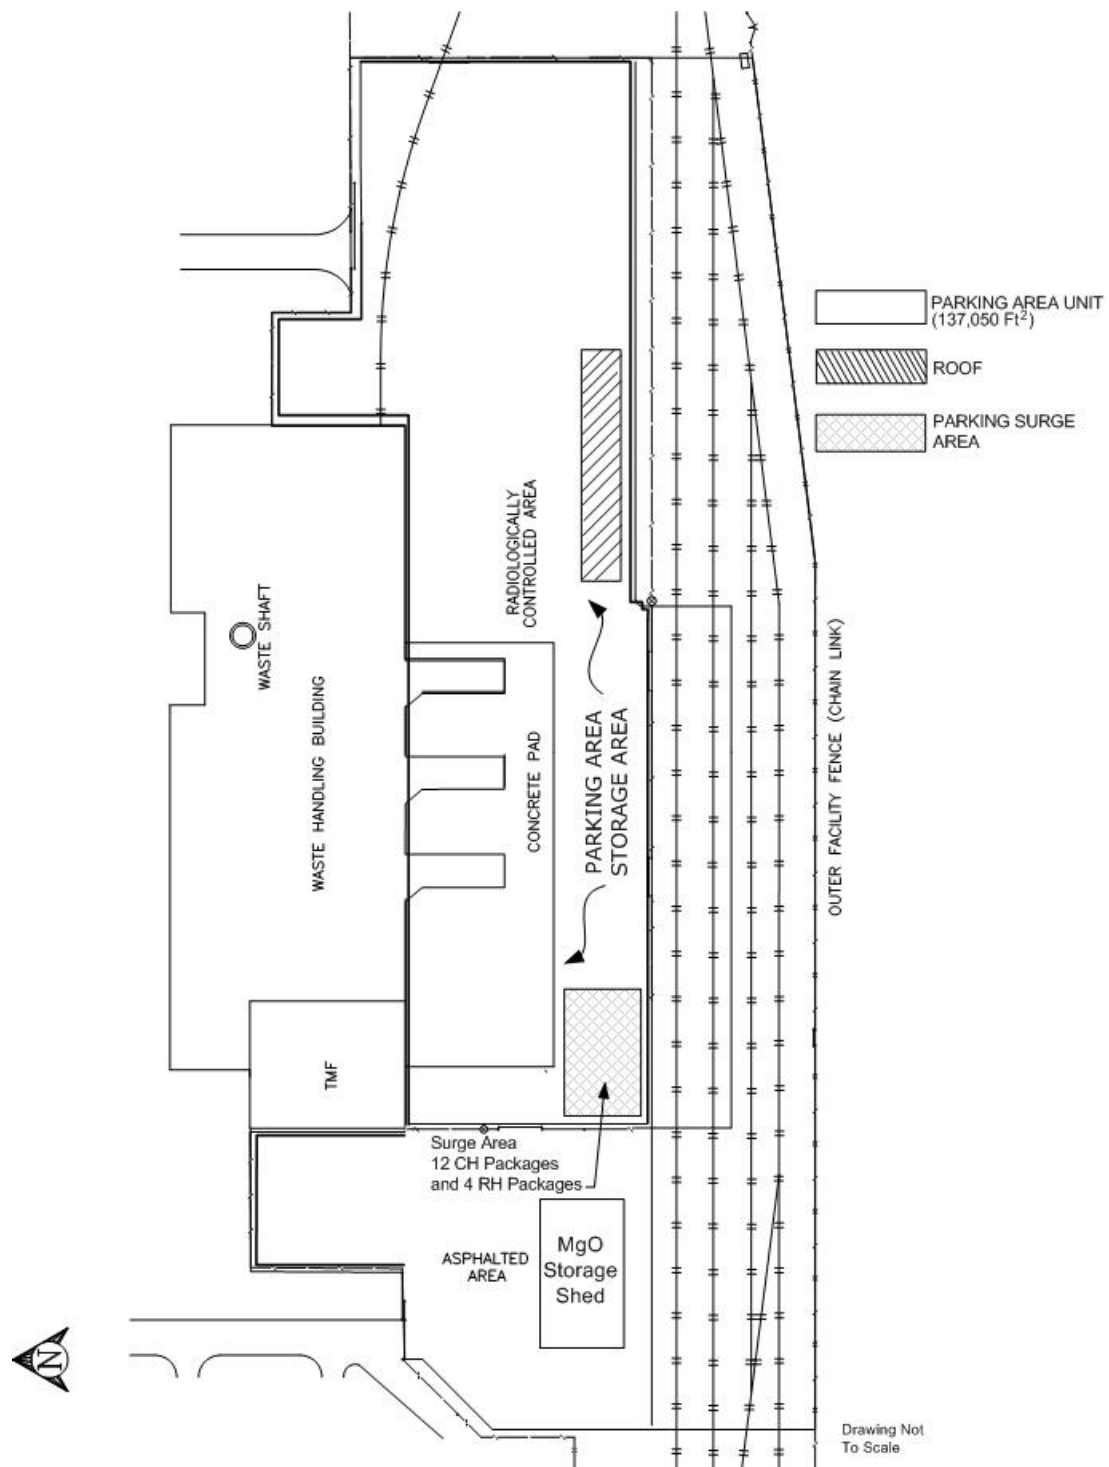 PARKING AREA UNIT
(137,050 Ft²)
ROOF
PARKING SURGE
AREA
RADIOLOGICALLY
CONTROLLED AREA
WASTE SHAFT
WASTE HANDLING BUILDING
CONCRETE PAD
PARKING AREA
STORAGE AREA
OUTER FACILITY FENCE (CHAIN LINK)
TMF
Surge Area
12 CH Packages
and 4 RH Packages
ASPHALTED
AREA
MgO
Storage
Shed
N
Drawing Not
To Scale